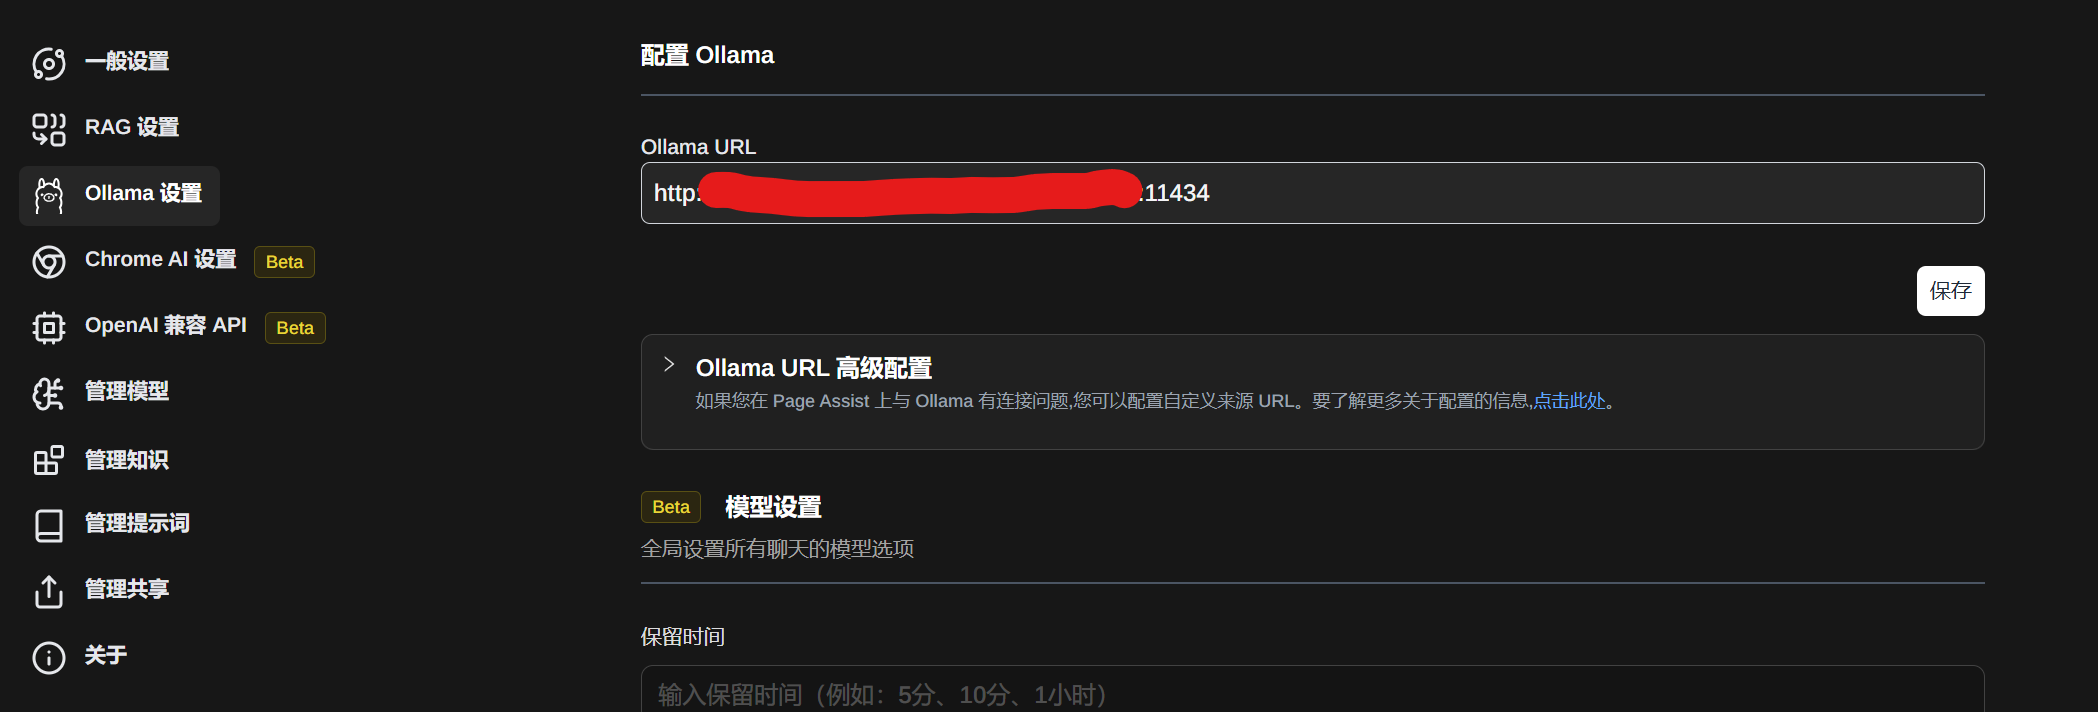 一般设置
RAG 设置
Ollama 设置
Chrome AI 设置 Beta
OpenAI 兼容 API Beta
管理模型
管理知识
管理提示词
管理共享
关于
配置 Ollama
Ollama URL
http: :11434
保存
Ollama URL 高级配置
如果您在 Page Assist 上与 Ollama 有连接问题,您可以配置自定义来源 URL。要了解更多关于配置的信息,点击此处。
Beta 模型设置
全局设置所有聊天的模型选项
保留时间
输入保留时间（例如：5分、10分、1小时）